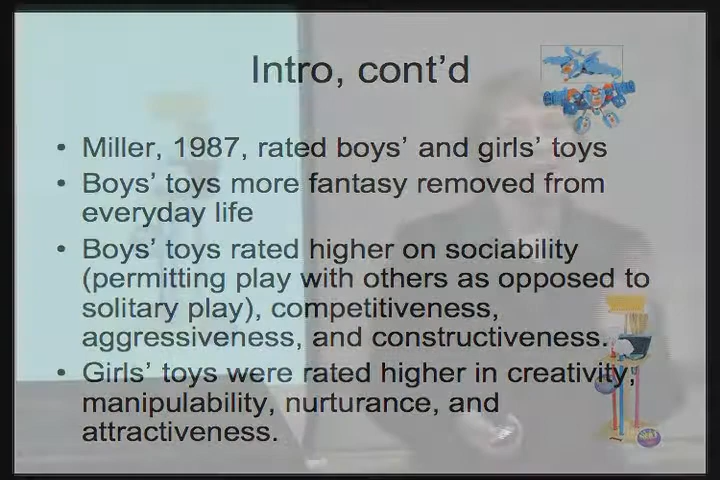 Intro, cont’d
• Miller, 1987, rated boys’ and girls’ toys
• Boys’ toys more fantasy removed from
everyday life
• Boys’ toys rated higher on sociability
(permitting play with others as opposed to
solitary play), competitiveness,
aggressiveness, and constructiveness.
• Girls’ toys were rated higher in creativity,
manipulability, nurturance, and
attractiveness.